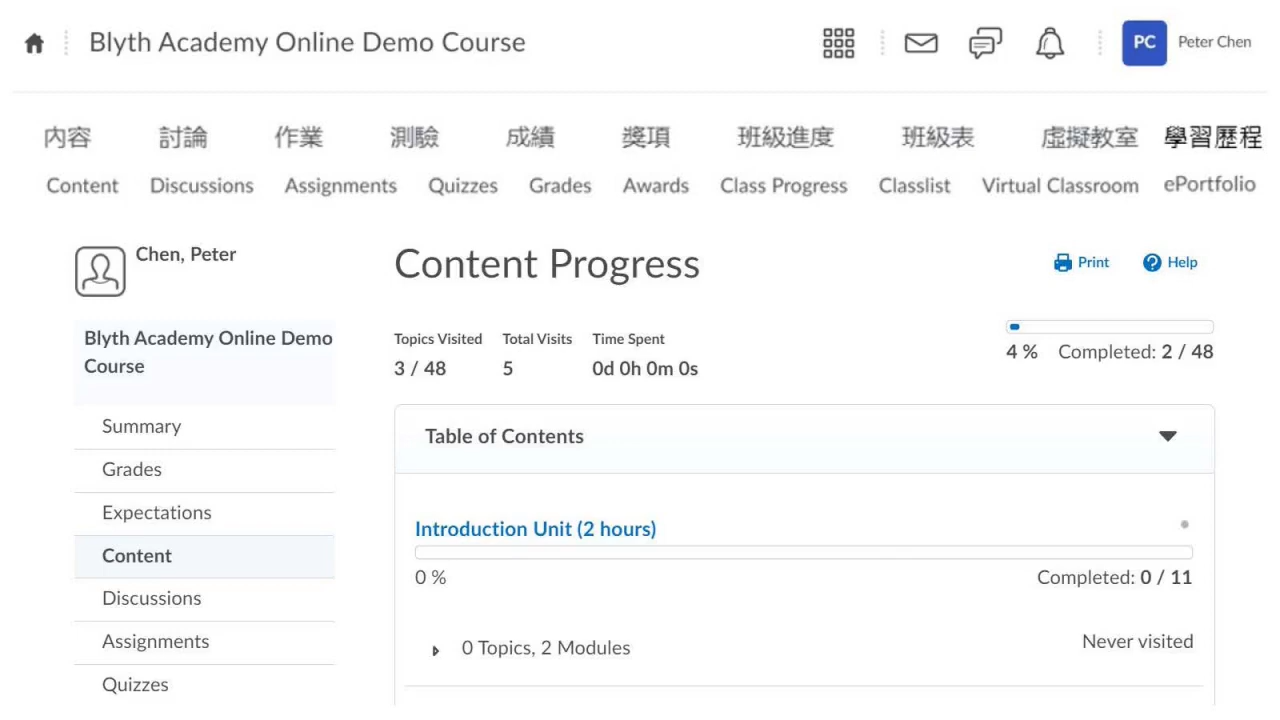 Blyth Academy Online Demo Course
PC Peter Chen
內容 討論 作業 測驗 成績 獎項 班級進度 班級表 虛擬教室 學習歷程
Content Discussions Assignments Quizzes Grades Awards Class Progress Classlist Virtual Classroom ePortfolio
Chen, Peter
Blyth Academy Online Demo
Course
Summary
Grades
Expectations
Content
Discussions
Assignments
Quizzes
Content Progress
Print Help
Topics Visited Total Visits Time Spent
3 / 48 5 0d 0h 0m 0s
4 % Completed: 2 / 48
Table of Contents
Introduction Unit (2 hours)
0 % Completed: 0 / 11
0 Topics, 2 Modules Never visited